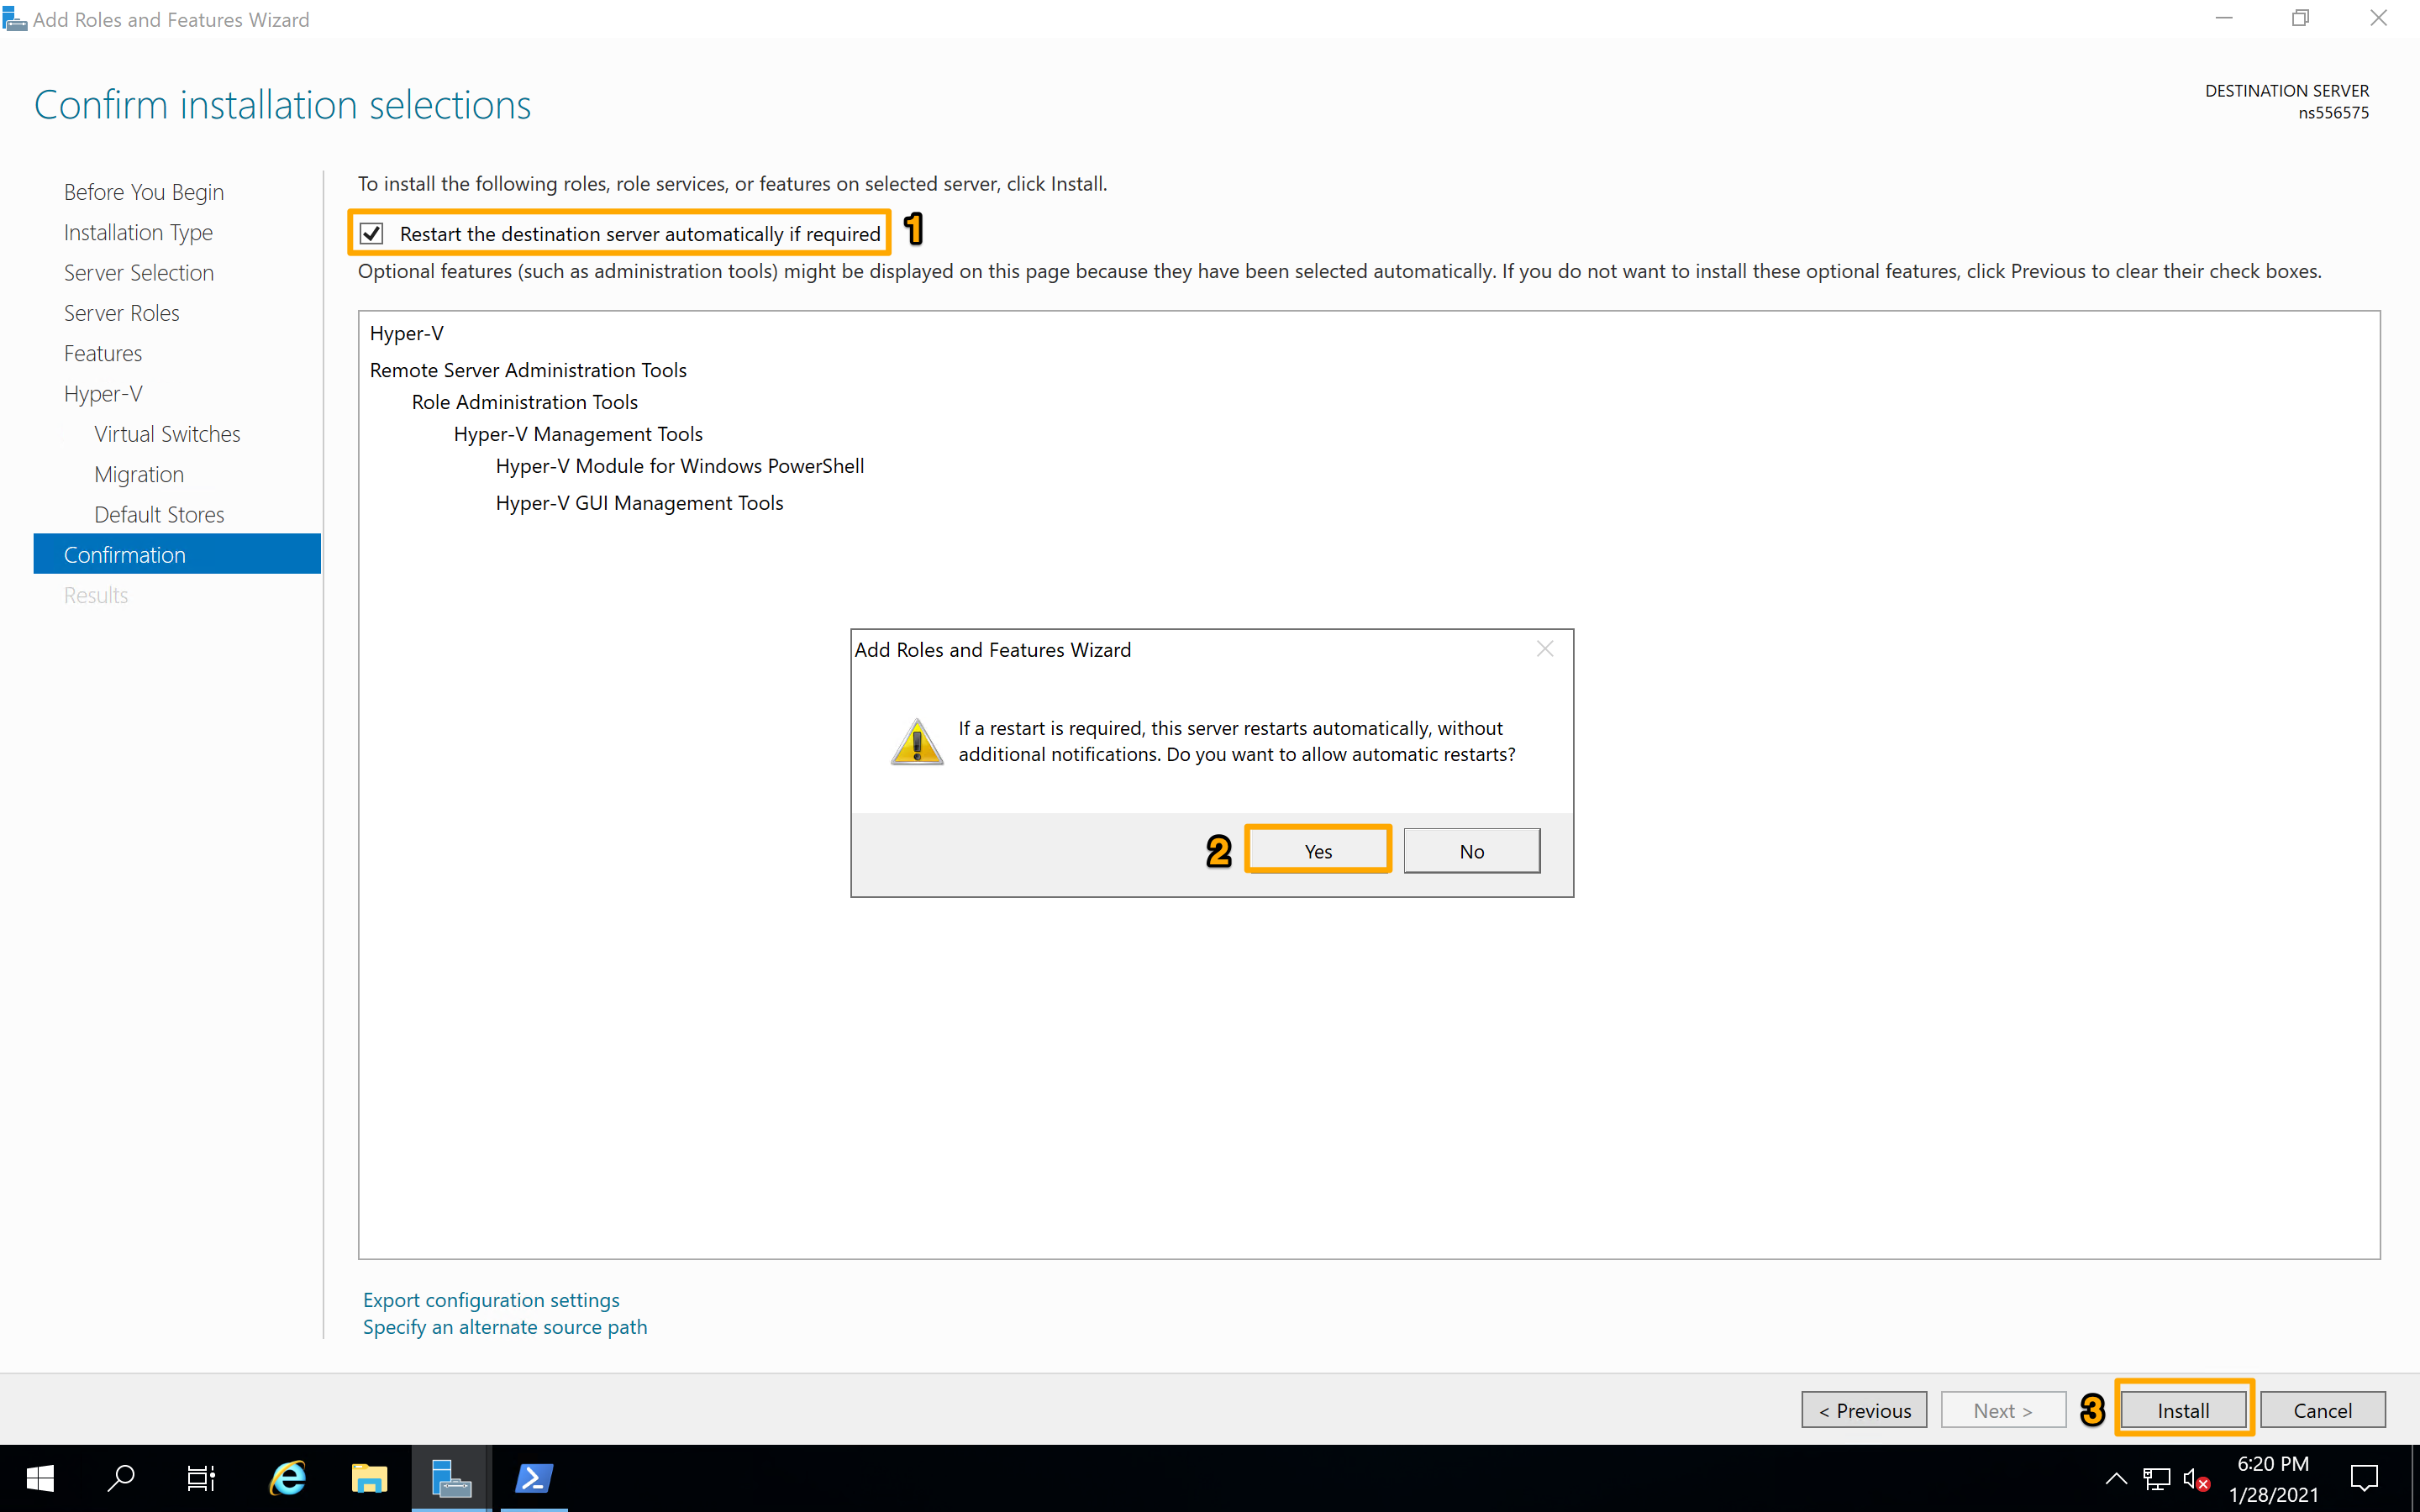 Add Roles and Features Wizard
Confirm installation selections
DESTINATION SERVER
ns556575
Before You Begin
Installation Type
Server Selection
Server Roles
Features
Hyper-V
Virtual Switches
Migration
Default Stores
Confirmation
Results
To install the following roles, role services, or features on selected server, click Install.
Restart the destination server automatically if required
1
Optional features (such as administration tools) might be displayed on this page because they have been selected automatically. If you do not want to install these optional features, click Previous to clear their check boxes.
Hyper-V
Remote Server Administration Tools
Role Administration Tools
Hyper-V Management Tools
Hyper-V Module for Windows PowerShell
Hyper-V GUI Management Tools
Add Roles and Features Wizard
If a restart is required, this server restarts automatically, without
additional notifications. Do you want to allow automatic restarts?
2
Yes
No
Export configuration settings
Specify an alternate source path
< Previous
Next >
3
Install
Cancel
6:20 PM
1/28/2021